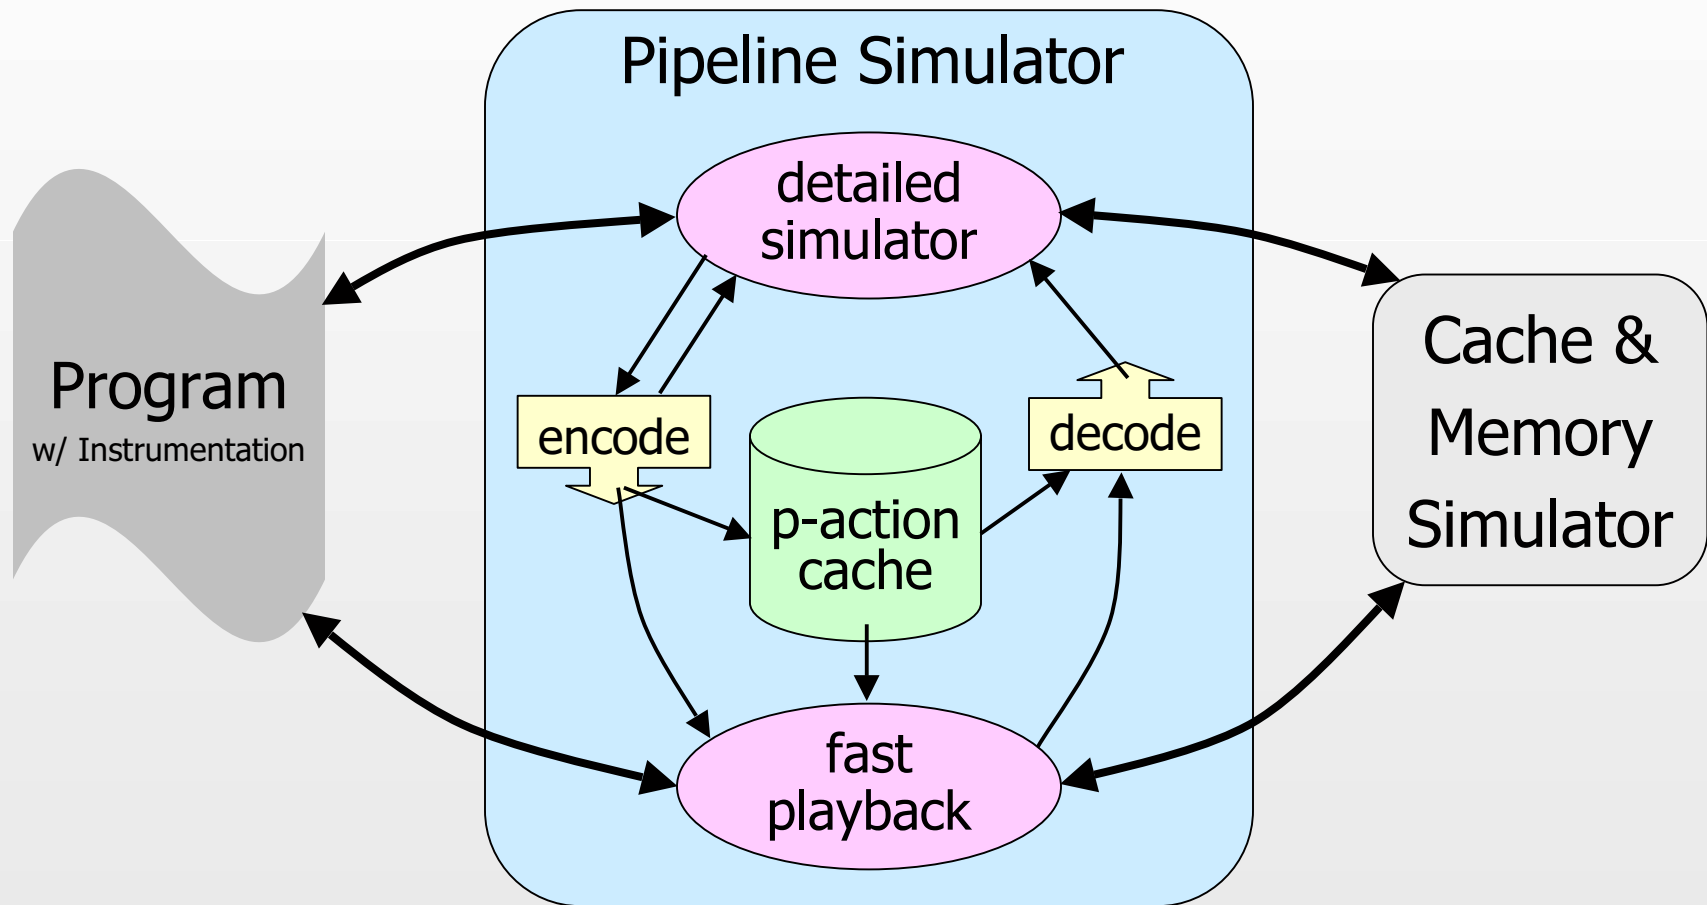 Pipeline Simulator
detailed
simulator
Program
w/ Instrumentation
encode
decode
p-action
cache
fast
playback
Cache &
Memory
Simulator